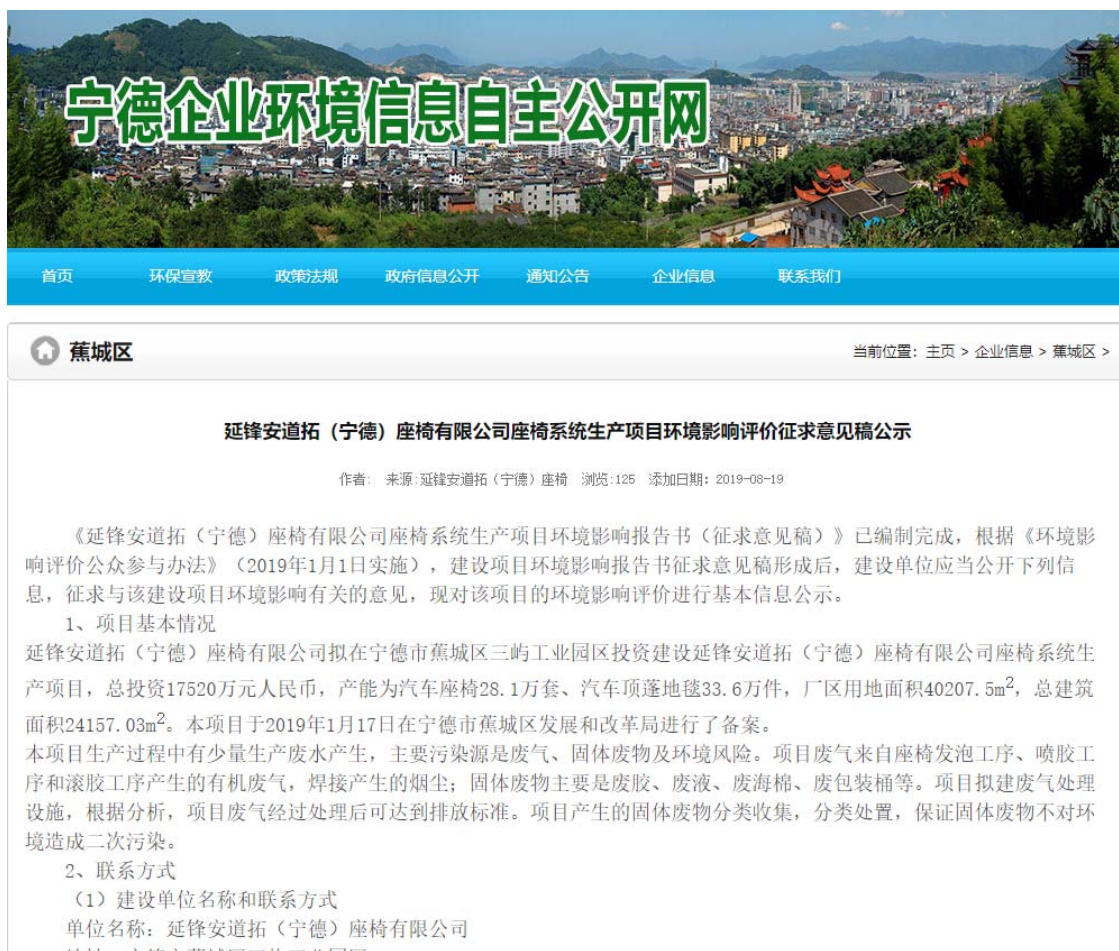 宁德企业环境信息自主公开网
首页 环保宣教 政策法规 政府信息公开 通知公告 企业信息 联系我们
蕉城区 当前位置：主页 > 企业信息 > 蕉城区 >
延锋安道拓（宁德）座椅有限公司座椅系统生产项目环境影响评价征求意见稿公示
作者： 来源:延锋安道拓（宁德）座椅 浏览:125 添加日期：2019-08-19
《延锋安道拓（宁德）座椅有限公司座椅系统生产项目环境影响报告书（征求意见稿）》已编制完成，根据《环境影
响评价公众参与办法》（2019年1月1日实施），建设项目环境影响报告书征求意见稿形成后，建设单位应当公开下列信
息，征求与该建设项目环境影响有关的意见，现对该项目的环境影响评价进行基本信息公示。
1、项目基本情况
延锋安道拓（宁德）座椅有限公司拟在宁德市蕉城区三屿工业园区投资建设延锋安道拓（宁德）座椅有限公司座椅系统生
产项目，总投资17520万元人民币，产能为汽车座椅28.1万套、汽车顶蓬地毯33.6万件，厂区用地面积40207.5m²，总建筑
面积24157.03m²。本项目于2019年1月17日在宁德市蕉城区发展和改革局进行了备案。
本项目生产过程中有少量生产废水产生，主要污染源是废气、固体废物及环境风险。项目废气来自座椅发泡工序、喷胶工
序和滚胶工序产生的有机废气，焊接产生的烟尘；固体废物主要是废胶、废液、废海棉、废包装桶等。项目拟建废气处理
设施，根据分析，项目废气经过处理后可达到排放标准。项目产生的固体废物分类收集，分类处置，保证固体废物不对环
境造成二次污染。
2、联系方式
（1）建设单位名称和联系方式
单位名称：延锋安道拓（宁德）座椅有限公司